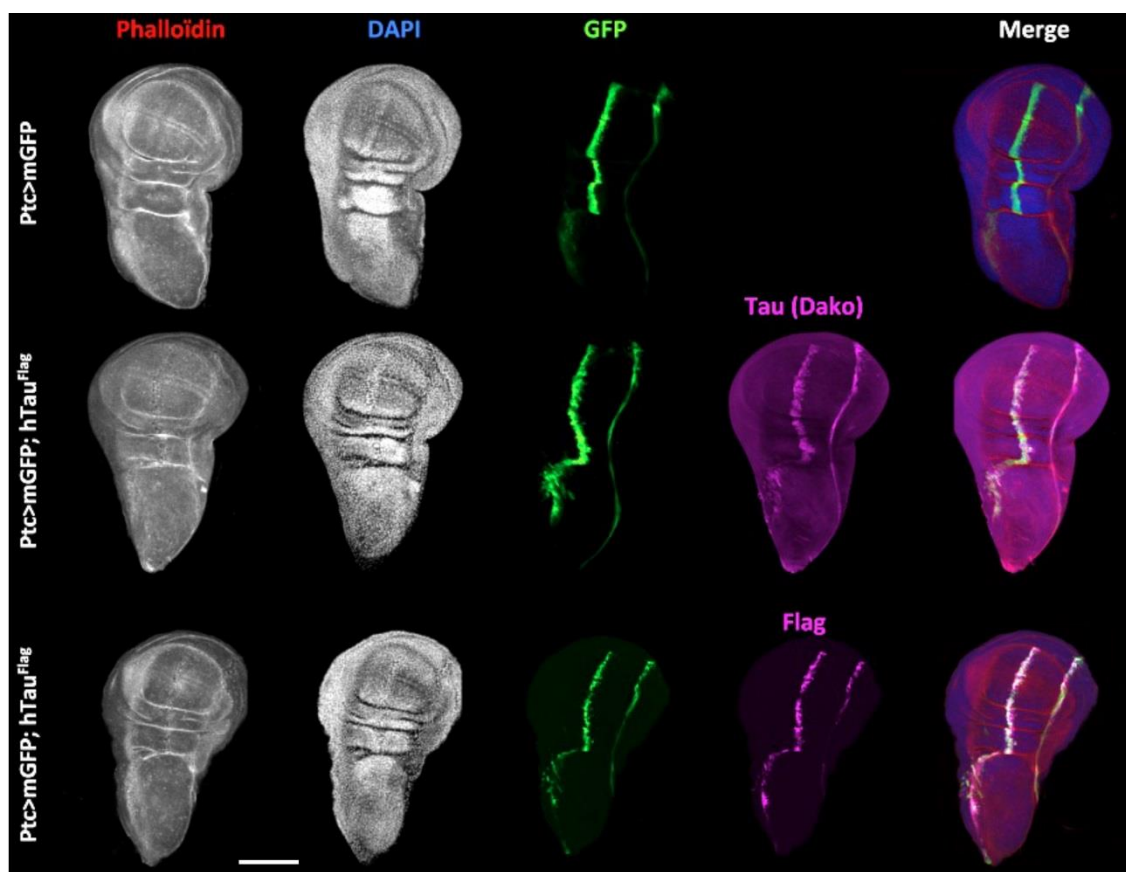 Phalloïdin DAPI GFP Merge
Ptc>mGFP
Tau (Dako)
Ptc>mGFP; hTauFlag
Flag
Ptc>mGFP; hTauFlag